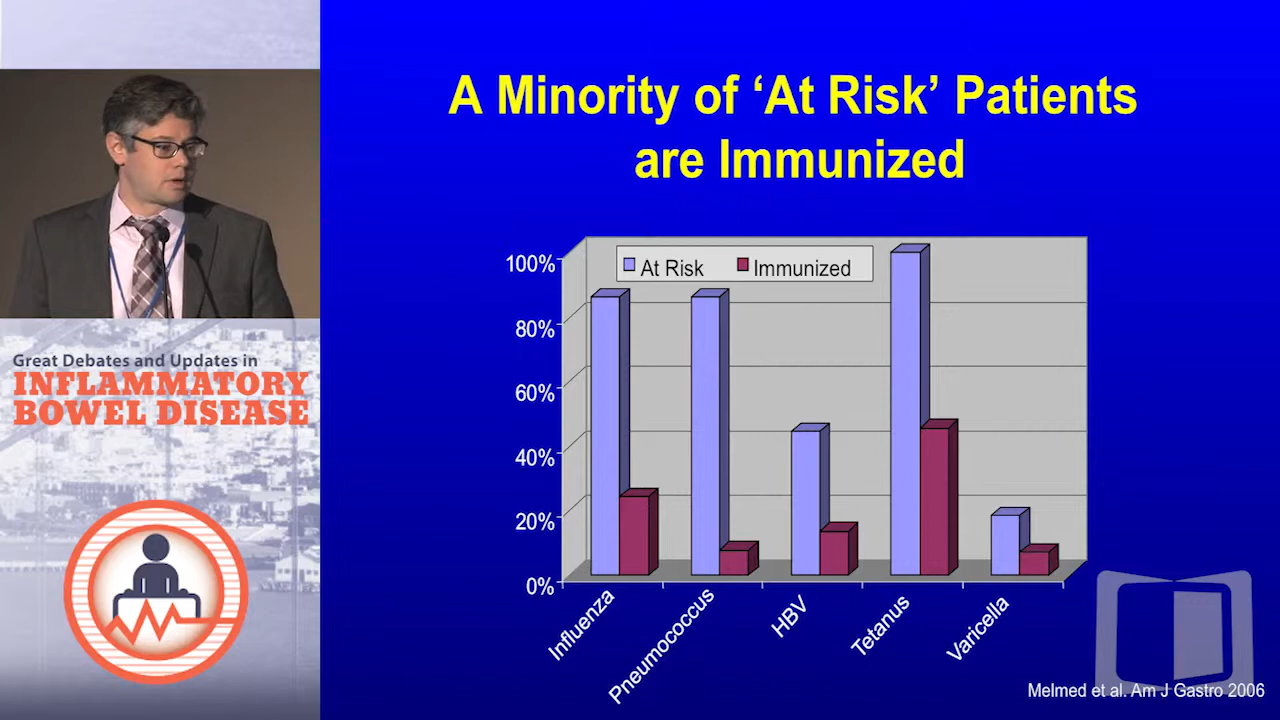 A Minority of ‘At Risk’ Patients
are Immunized
At Risk
Immunized
100%
80%
60%
40%
20%
0%
Influenza
Pneumococcus
HBV
Tetanus
Varicella
Melmed et al. Am J Gastro 2006
Great Debates and Updates in
INFLAMMATORY
BOWEL DISEASE